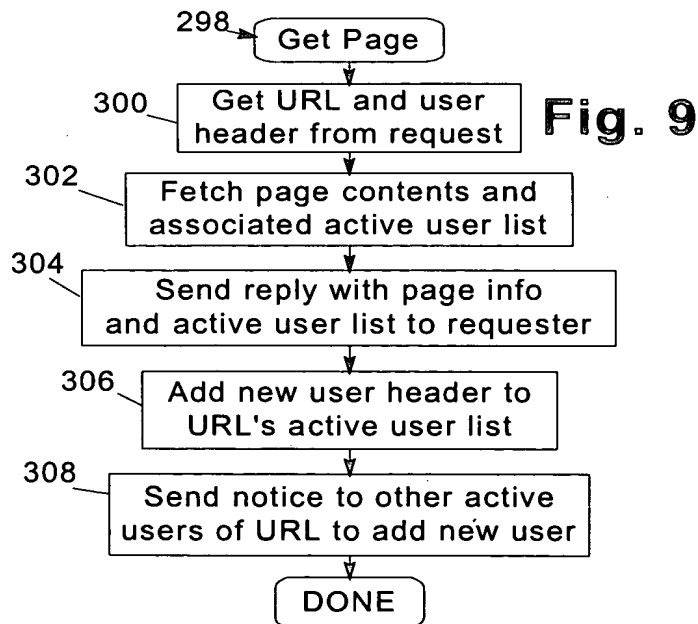 298
Get Page
300
Get URL and user
header from request
Fig. 9
302
Fetch page contents and
associated active user list
304
Send reply with page info
and active user list to requester
306
Add new user header to
URL's active user list
308
Send notice to other active
users of URL to add new user
DONE